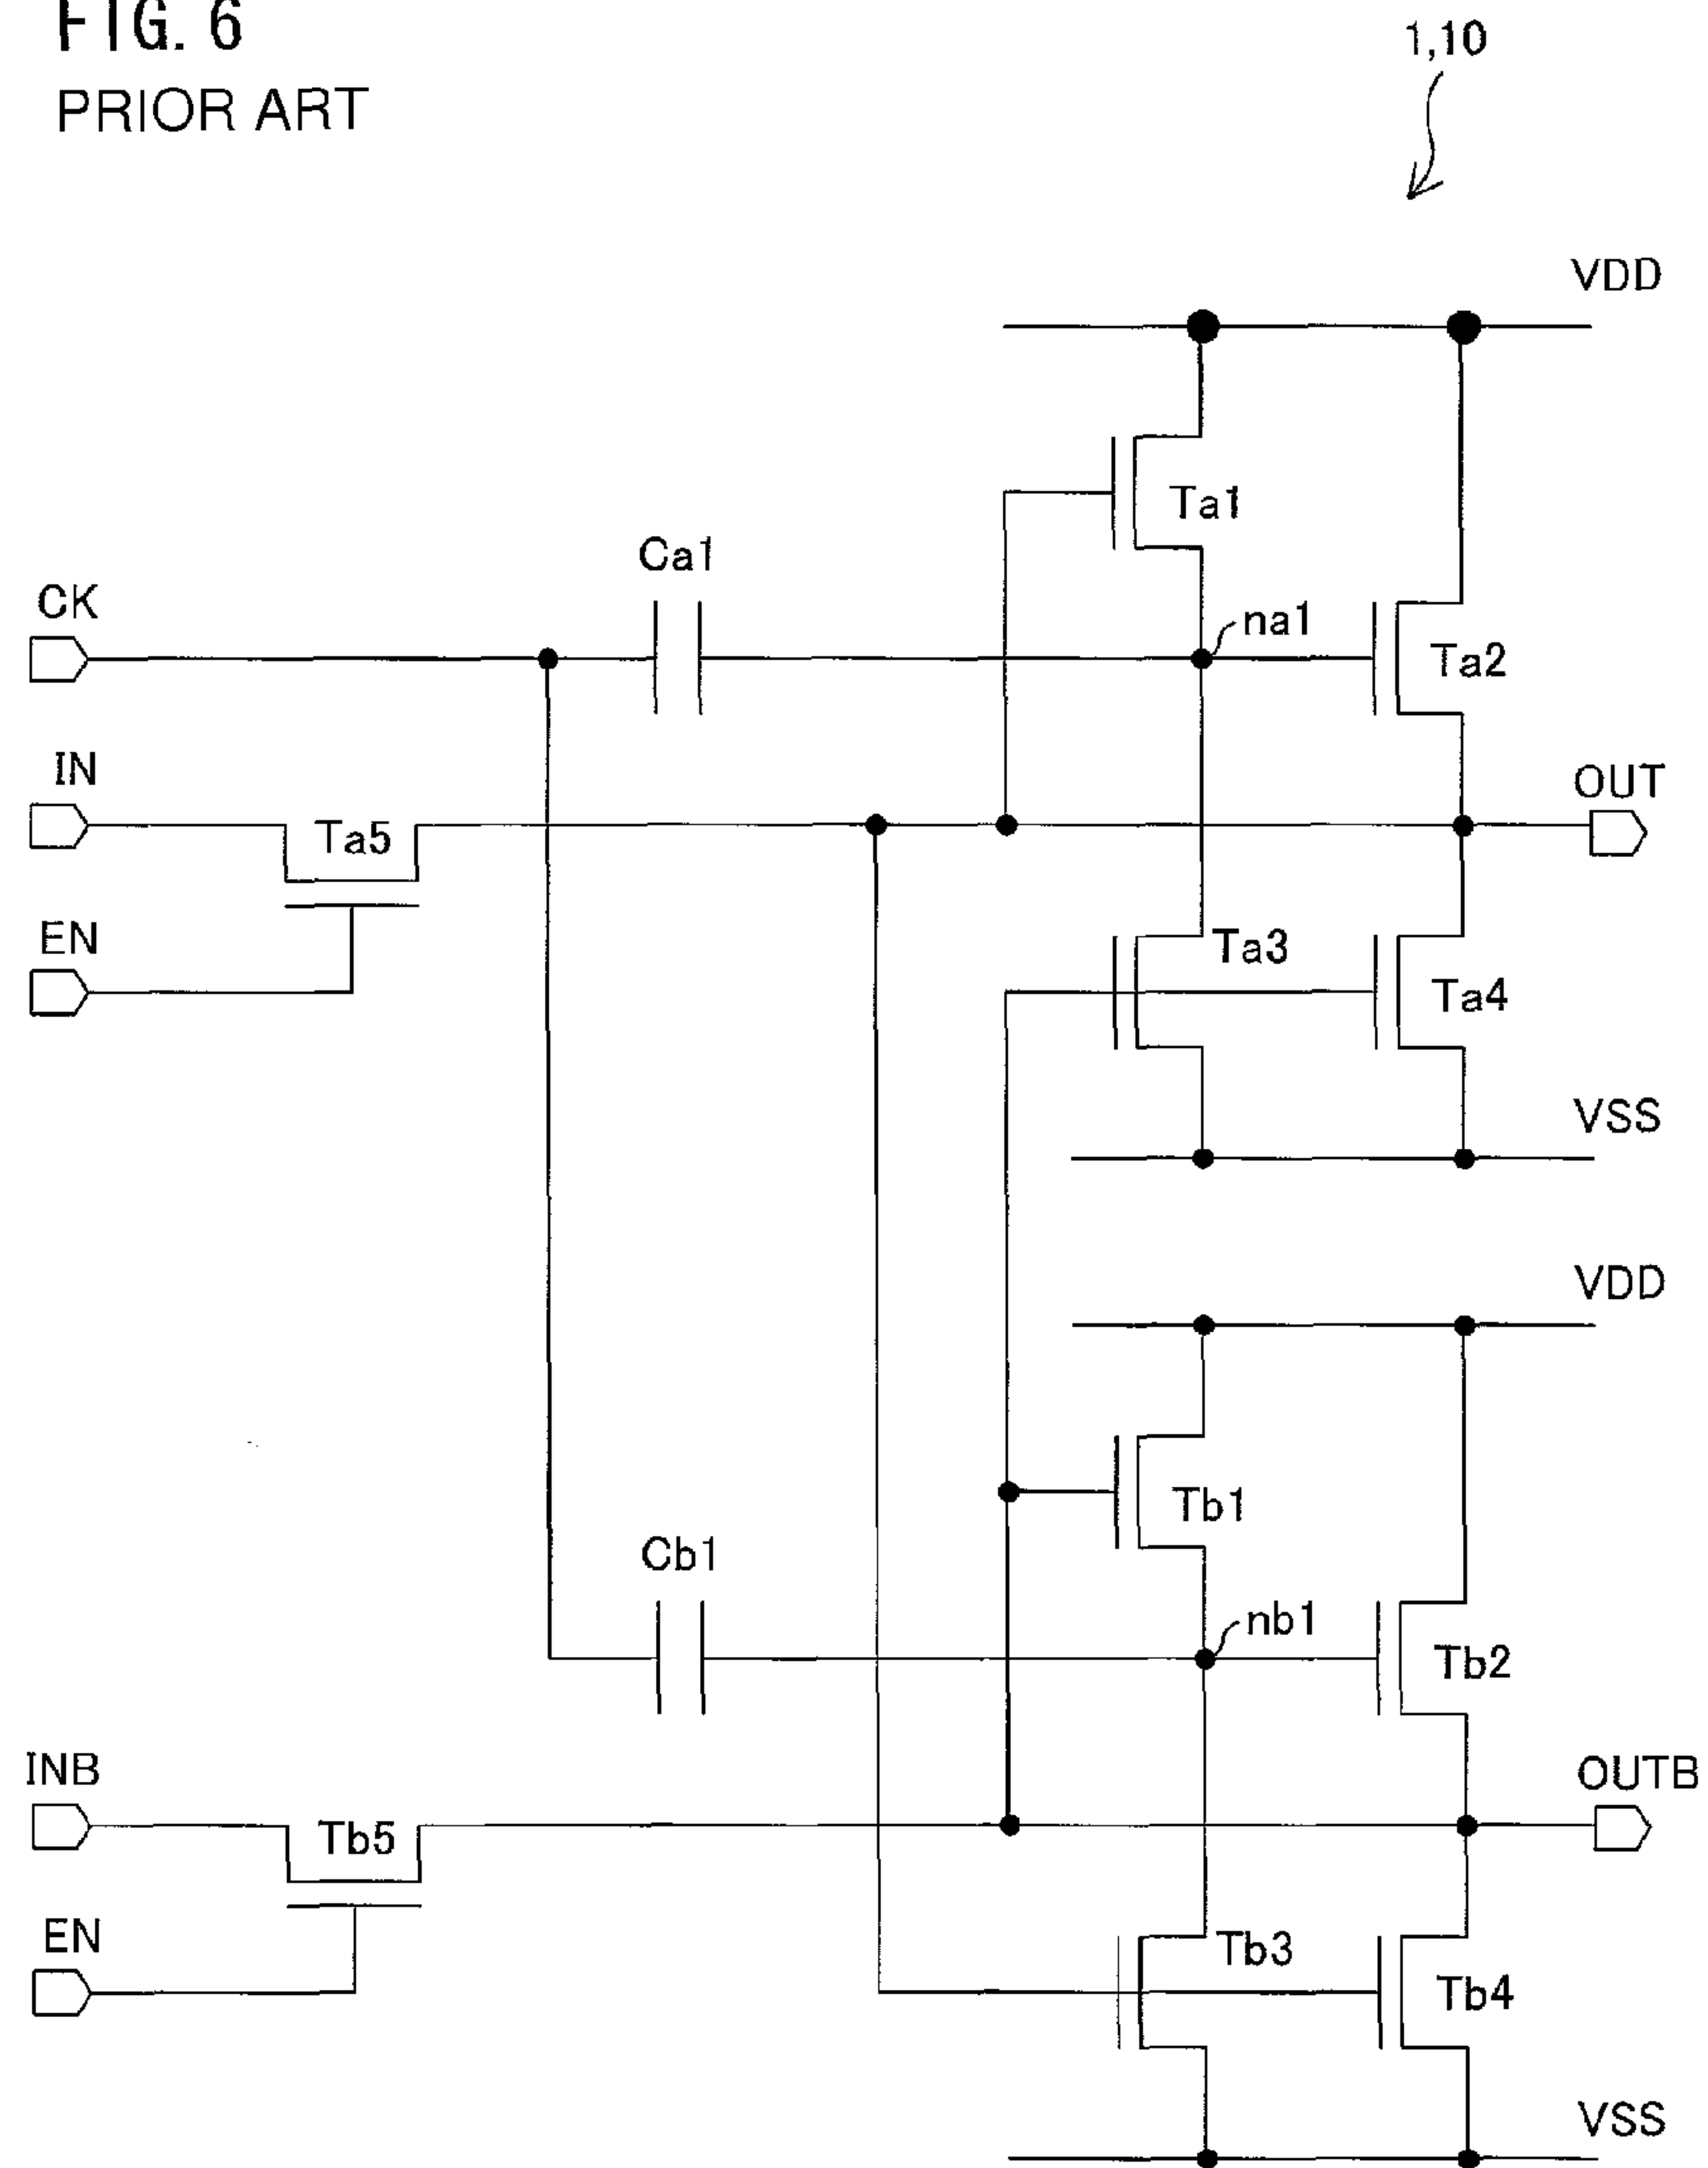 FIG. 6
PRIOR ART
1,10
VDD
Ta1
Ca1
CK
na1
Ta2
IN
OUT
Ta5
EN
Ta3
Ta4
VSS
VDD
Tb1
Cb1
nb1
Tb2
INB
OUTB
Tb5
EN
Tb3
Tb4
VSS